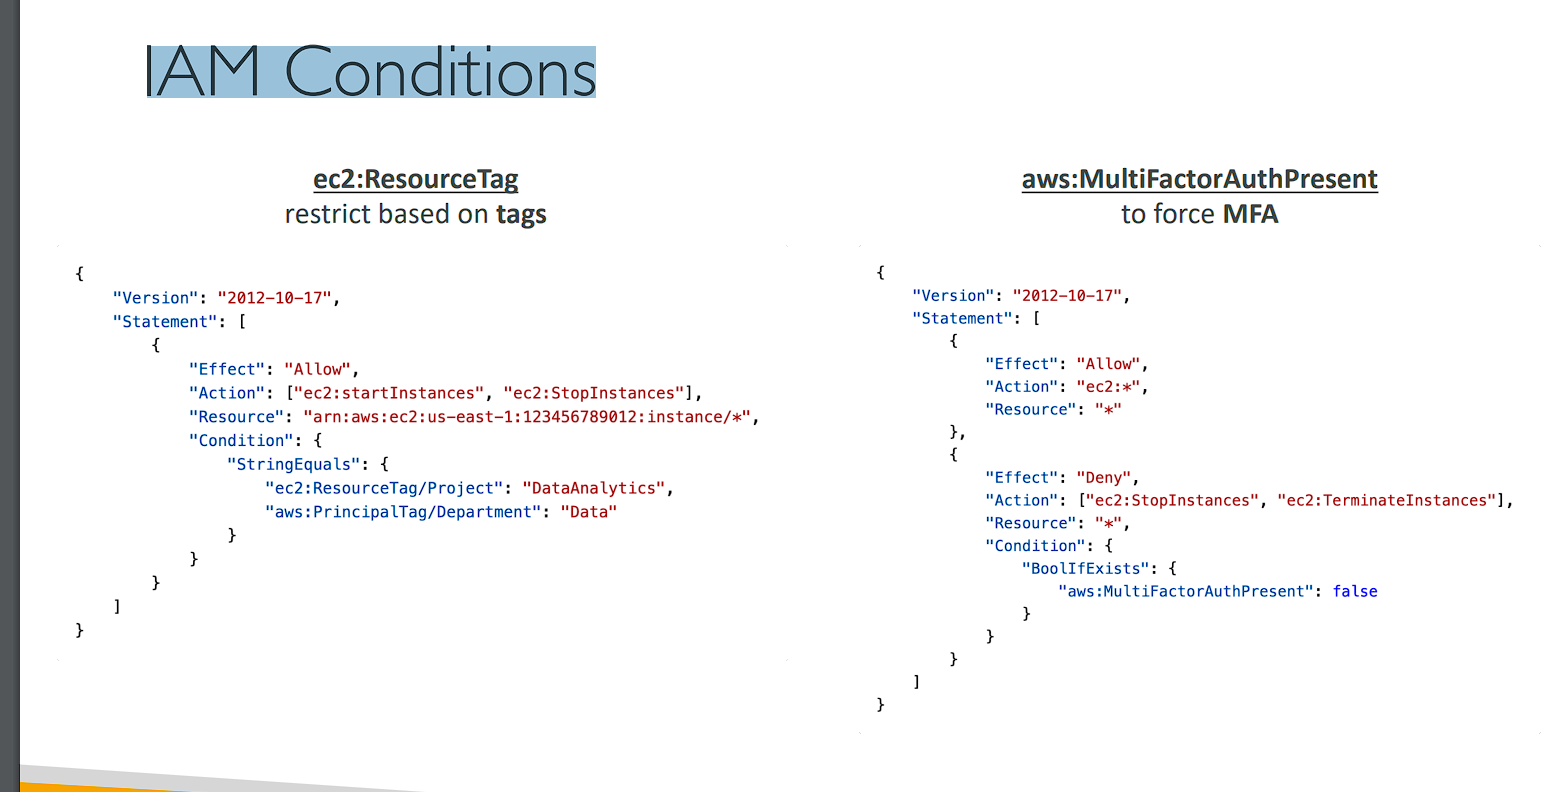 IAM Conditions
ec2:ResourceTag
restrict based on tags
{
    "Version": "2012-10-17",
    "Statement": [
        {
            "Effect": "Allow",
            "Action": ["ec2:startInstances", "ec2:StopInstances"],
            "Resource": "arn:aws:ec2:us-east-1:123456789012:instance/*",
            "Condition": {
                "StringEquals": {
                    "ec2:ResourceTag/Project": "DataAnalytics",
                    "aws:PrincipalTag/Department": "Data"
                }
            }
        }
    ]
}
aws:MultiFactorAuthPresent
to force MFA
{
    "Version": "2012-10-17",
    "Statement": [
        {
            "Effect": "Allow",
            "Action": "ec2:*",
            "Resource": "*"
        },
        {
            "Effect": "Deny",
            "Action": ["ec2:StopInstances", "ec2:TerminateInstances"],
            "Resource": "*",
            "Condition": {
                "BoolIfExists": {
                    "aws:MultiFactorAuthPresent": false
                }
            }
        }
    ]
}